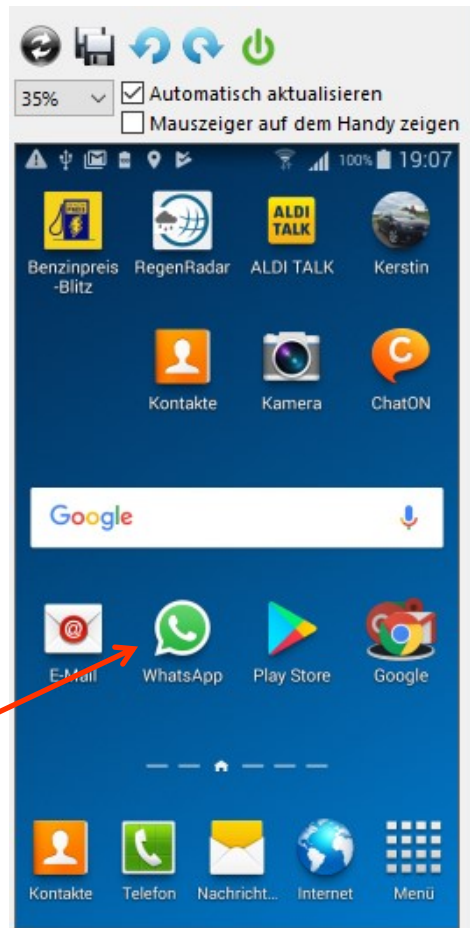 35%
Automatisch aktualisieren
Mauszeiger auf dem Handy zeigen
100% 19:07
ALDI
TALK
Benzinpreis
-Blitz
RegenRadar
ALDI TALK
Kerstin
C
Kontakte
Kamera
ChatON
Google
@
E-Mail
WhatsApp
Play Store
Google
Kontakte
Telefon
Nachricht...
Internet
Menü